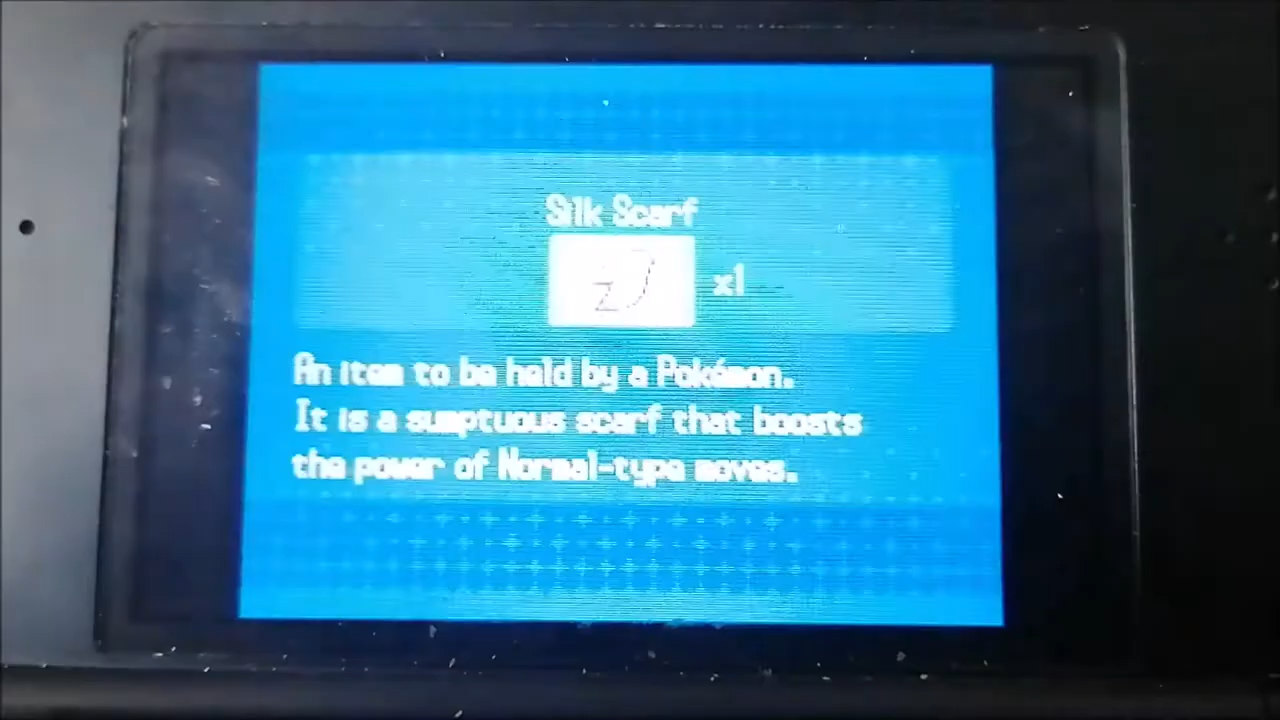 Silk Scarf
x1
An item to be held by a Pokémon.
It is a sumptuous scarf that boosts
the power of Normal-type moves.